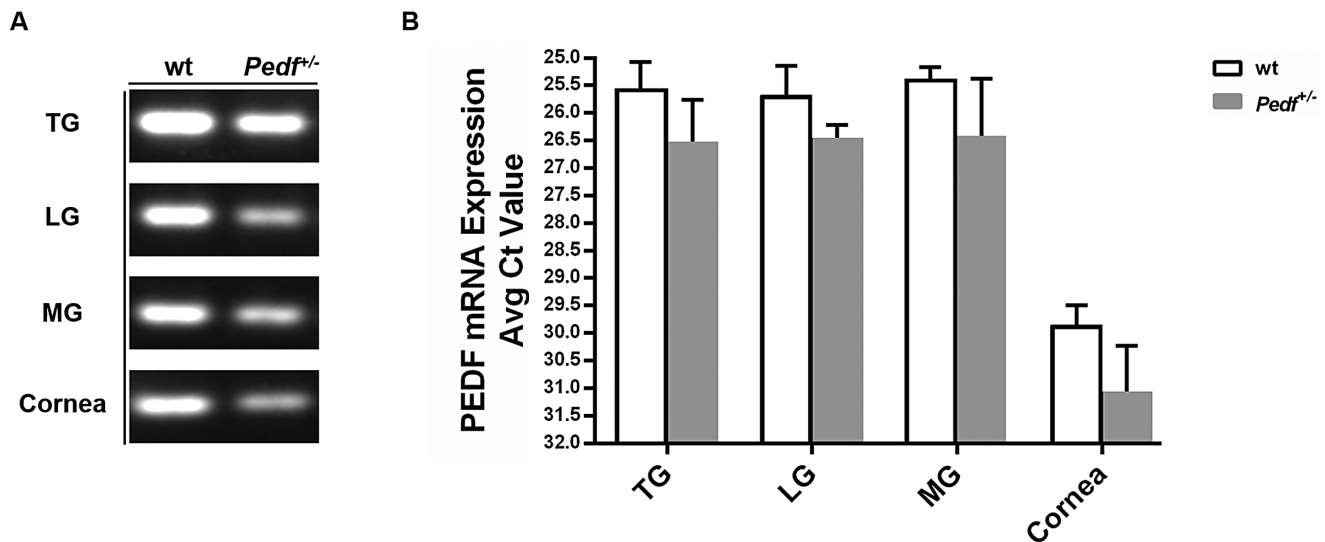 A
wt Pedf+/-
TG
LG
MG
Cornea
B
PEDF mRNA Expression
Avg Ct Value
25.0
25.5
26.0
26.5
27.0
27.5
28.0
28.5
29.0
29.5
30.0
30.5
31.0
31.5
32.0
TG
LG
MG
Cornea
wt
Pedf+/-